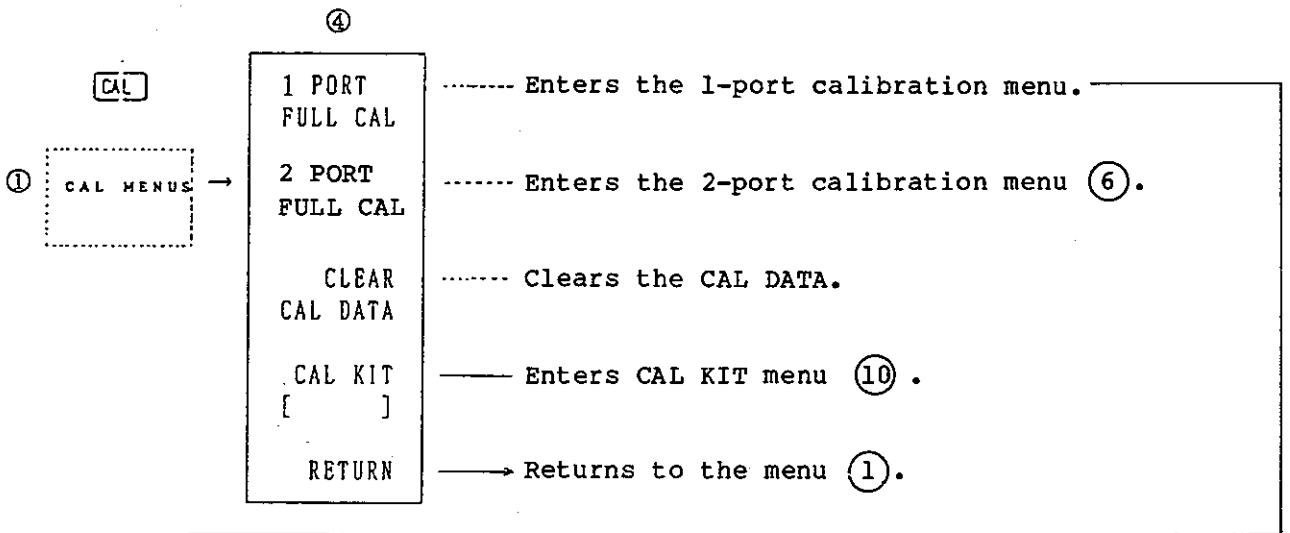 ④
CAL
① CAL MENUS →
1 PORT ........ Enters the 1-port calibration menu.
FULL CAL
2 PORT ....... Enters the 2-port calibration menu ⑥.
FULL CAL
CLEAR ........ Clears the CAL DATA.
CAL DATA
CAL KIT —— Enters CAL KIT menu ⑩ .
[ ]
RETURN ——→ Returns to the menu ①.